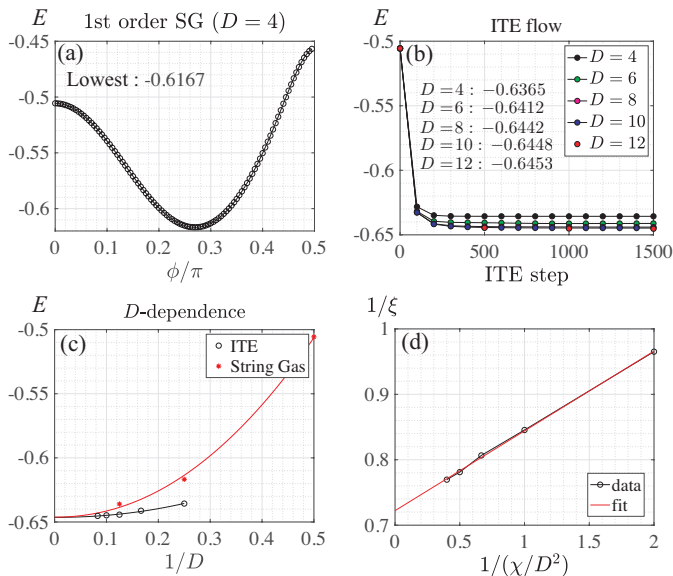 E 1st order SG (D = 4)
(a)
Lowest : -0.6167
-0.45
-0.5
-0.55
-0.6
0 0.1 0.2 0.3 0.4 0.5
ϕ/π
E ITE flow
(b)
D = 4
D = 6
D = 8
D = 10
D = 12
D = 4 : −0.6365
D = 6 : −0.6412
D = 8 : −0.6442
D = 10 : −0.6448
D = 12 : −0.6453
-0.5
-0.55
-0.6
-0.65
0 500 1000 1500
ITE step
E D-dependence
(c)
ITE
String Gas
-0.5
-0.55
-0.6
-0.65
0 0.1 0.2 0.3 0.4 0.5
1/D
1/ξ
(d)
1
0.9
0.8
0.7
data
fit
0 0.5 1 1.5 2
1/(χ/D²)